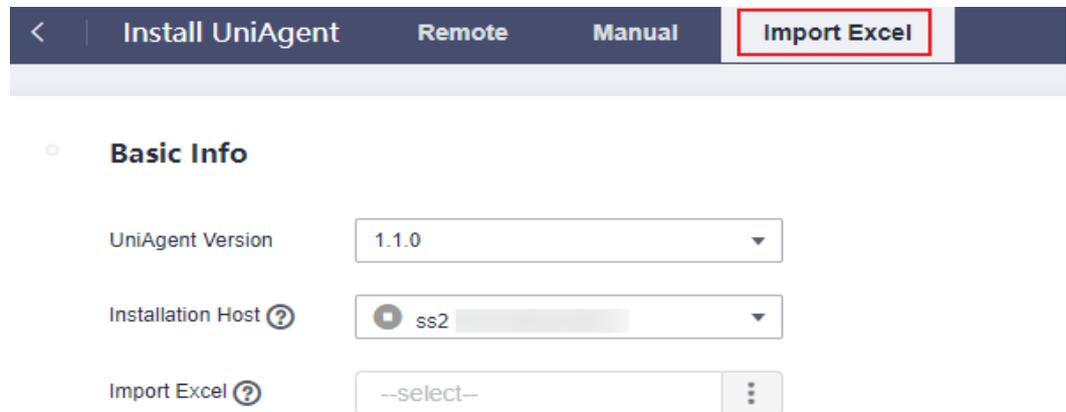 Install UniAgent Remote Manual Import Excel
Basic Info
UniAgent Version 1.1.0
Installation Host ? ss2
Import Excel ? --select--